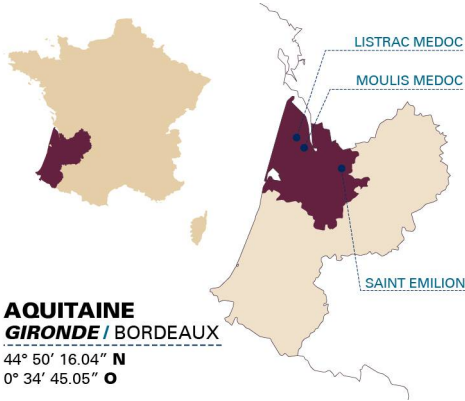 LISTRAC MEDOC
MOULIS MEDOC
SAINT EMILION
AQUITAINE
GIRONDE / BORDEAUX
44° 50’ 16.04” N
0° 34’ 45.05” O